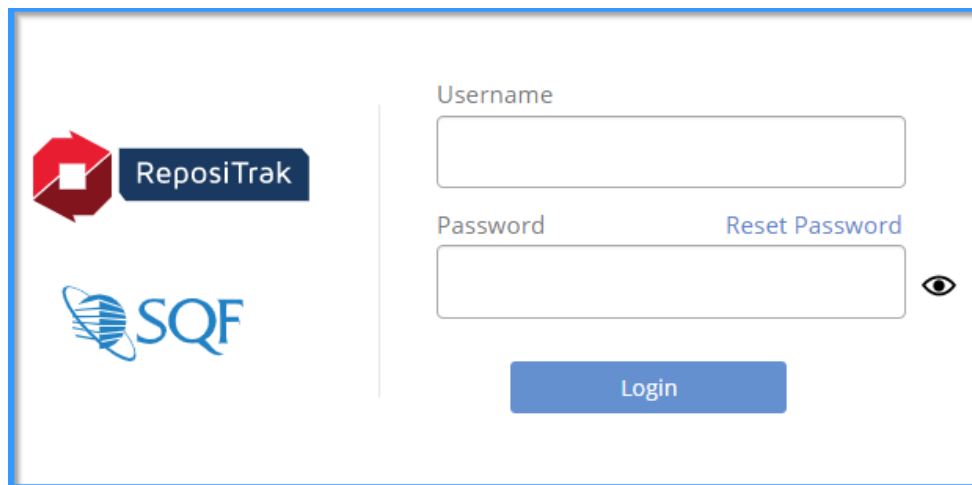 ReposiTrak
SQF
Username
Password
Reset Password
Login